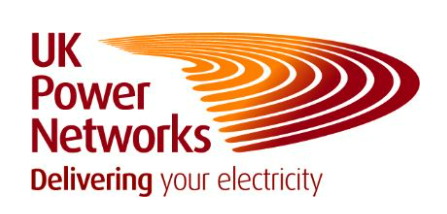 UK
Power
Networks
Delivering your electricity